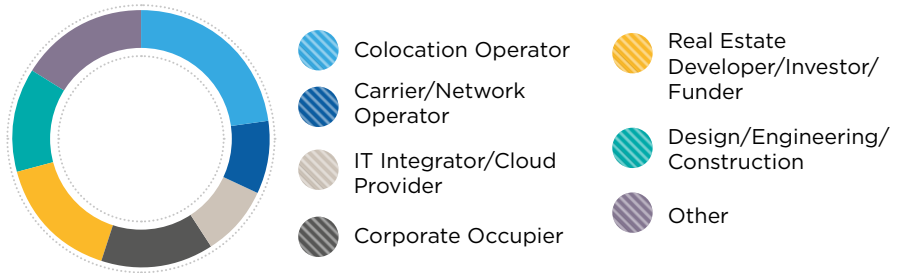 Colocation Operator
Carrier/Network
Operator
IT Integrator/Cloud
Provider
Corporate Occupier
Real Estate
Developer/Investor/
Funder
Design/Engineering/
Construction
Other